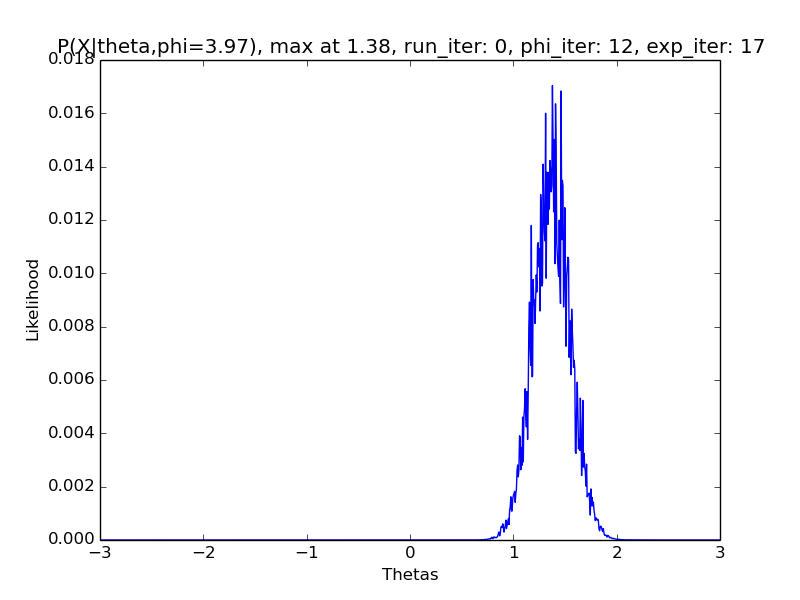 P(X|theta,phi=3.97), max at 1.38, run_iter: 0, phi_iter: 12, exp_iter: 17
0.018
0.016
0.014
0.012
0.010
0.008
0.006
0.004
0.002
0.000
Likelihood
−3 −2 −1 0 1 2 3
Thetas